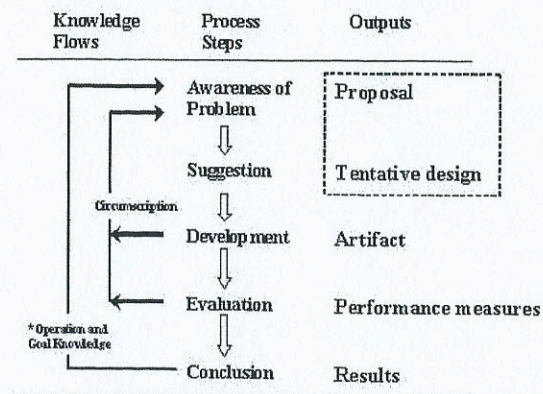 Knowledge Flows
Process Steps
Outputs
Awareness of Problem
Proposal
Suggestion
Tentative design
Circumscription
Development
Artifact
Evaluation
Performance measures
*Operation and Goal Knowledge
Conclusion
Results